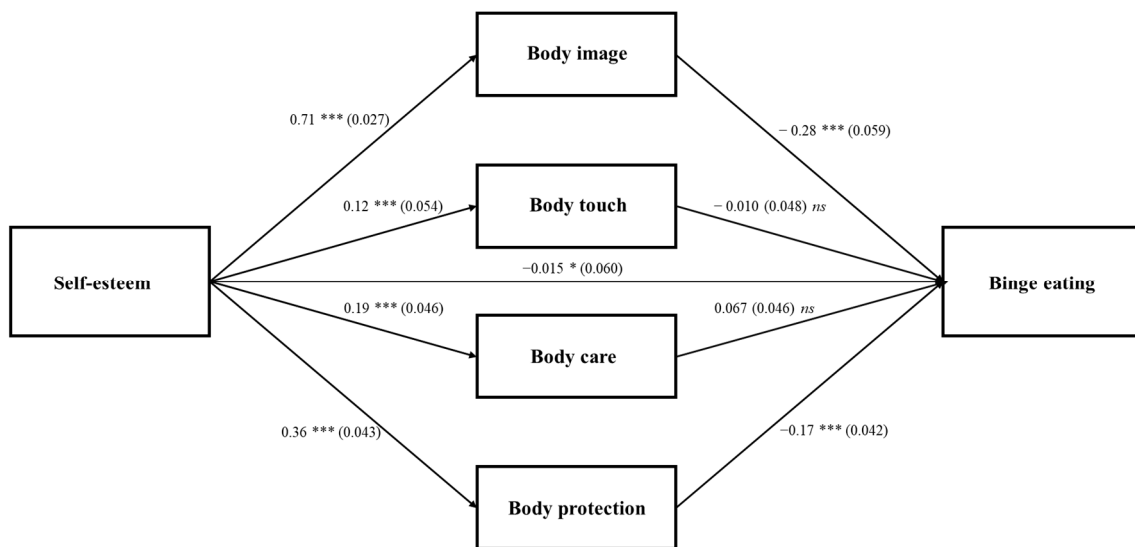 Body image
0.71 *** (0.027)
− 0.28 *** (0.059)
Body touch
0.12 *** (0.054)
− 0.010 (0.048) ns
−0.015 * (0.060)
Self-esteem
Binge eating
0.19 *** (0.046)
0.067 (0.046) ns
Body care
0.36 *** (0.043)
−0.17 *** (0.042)
Body protection